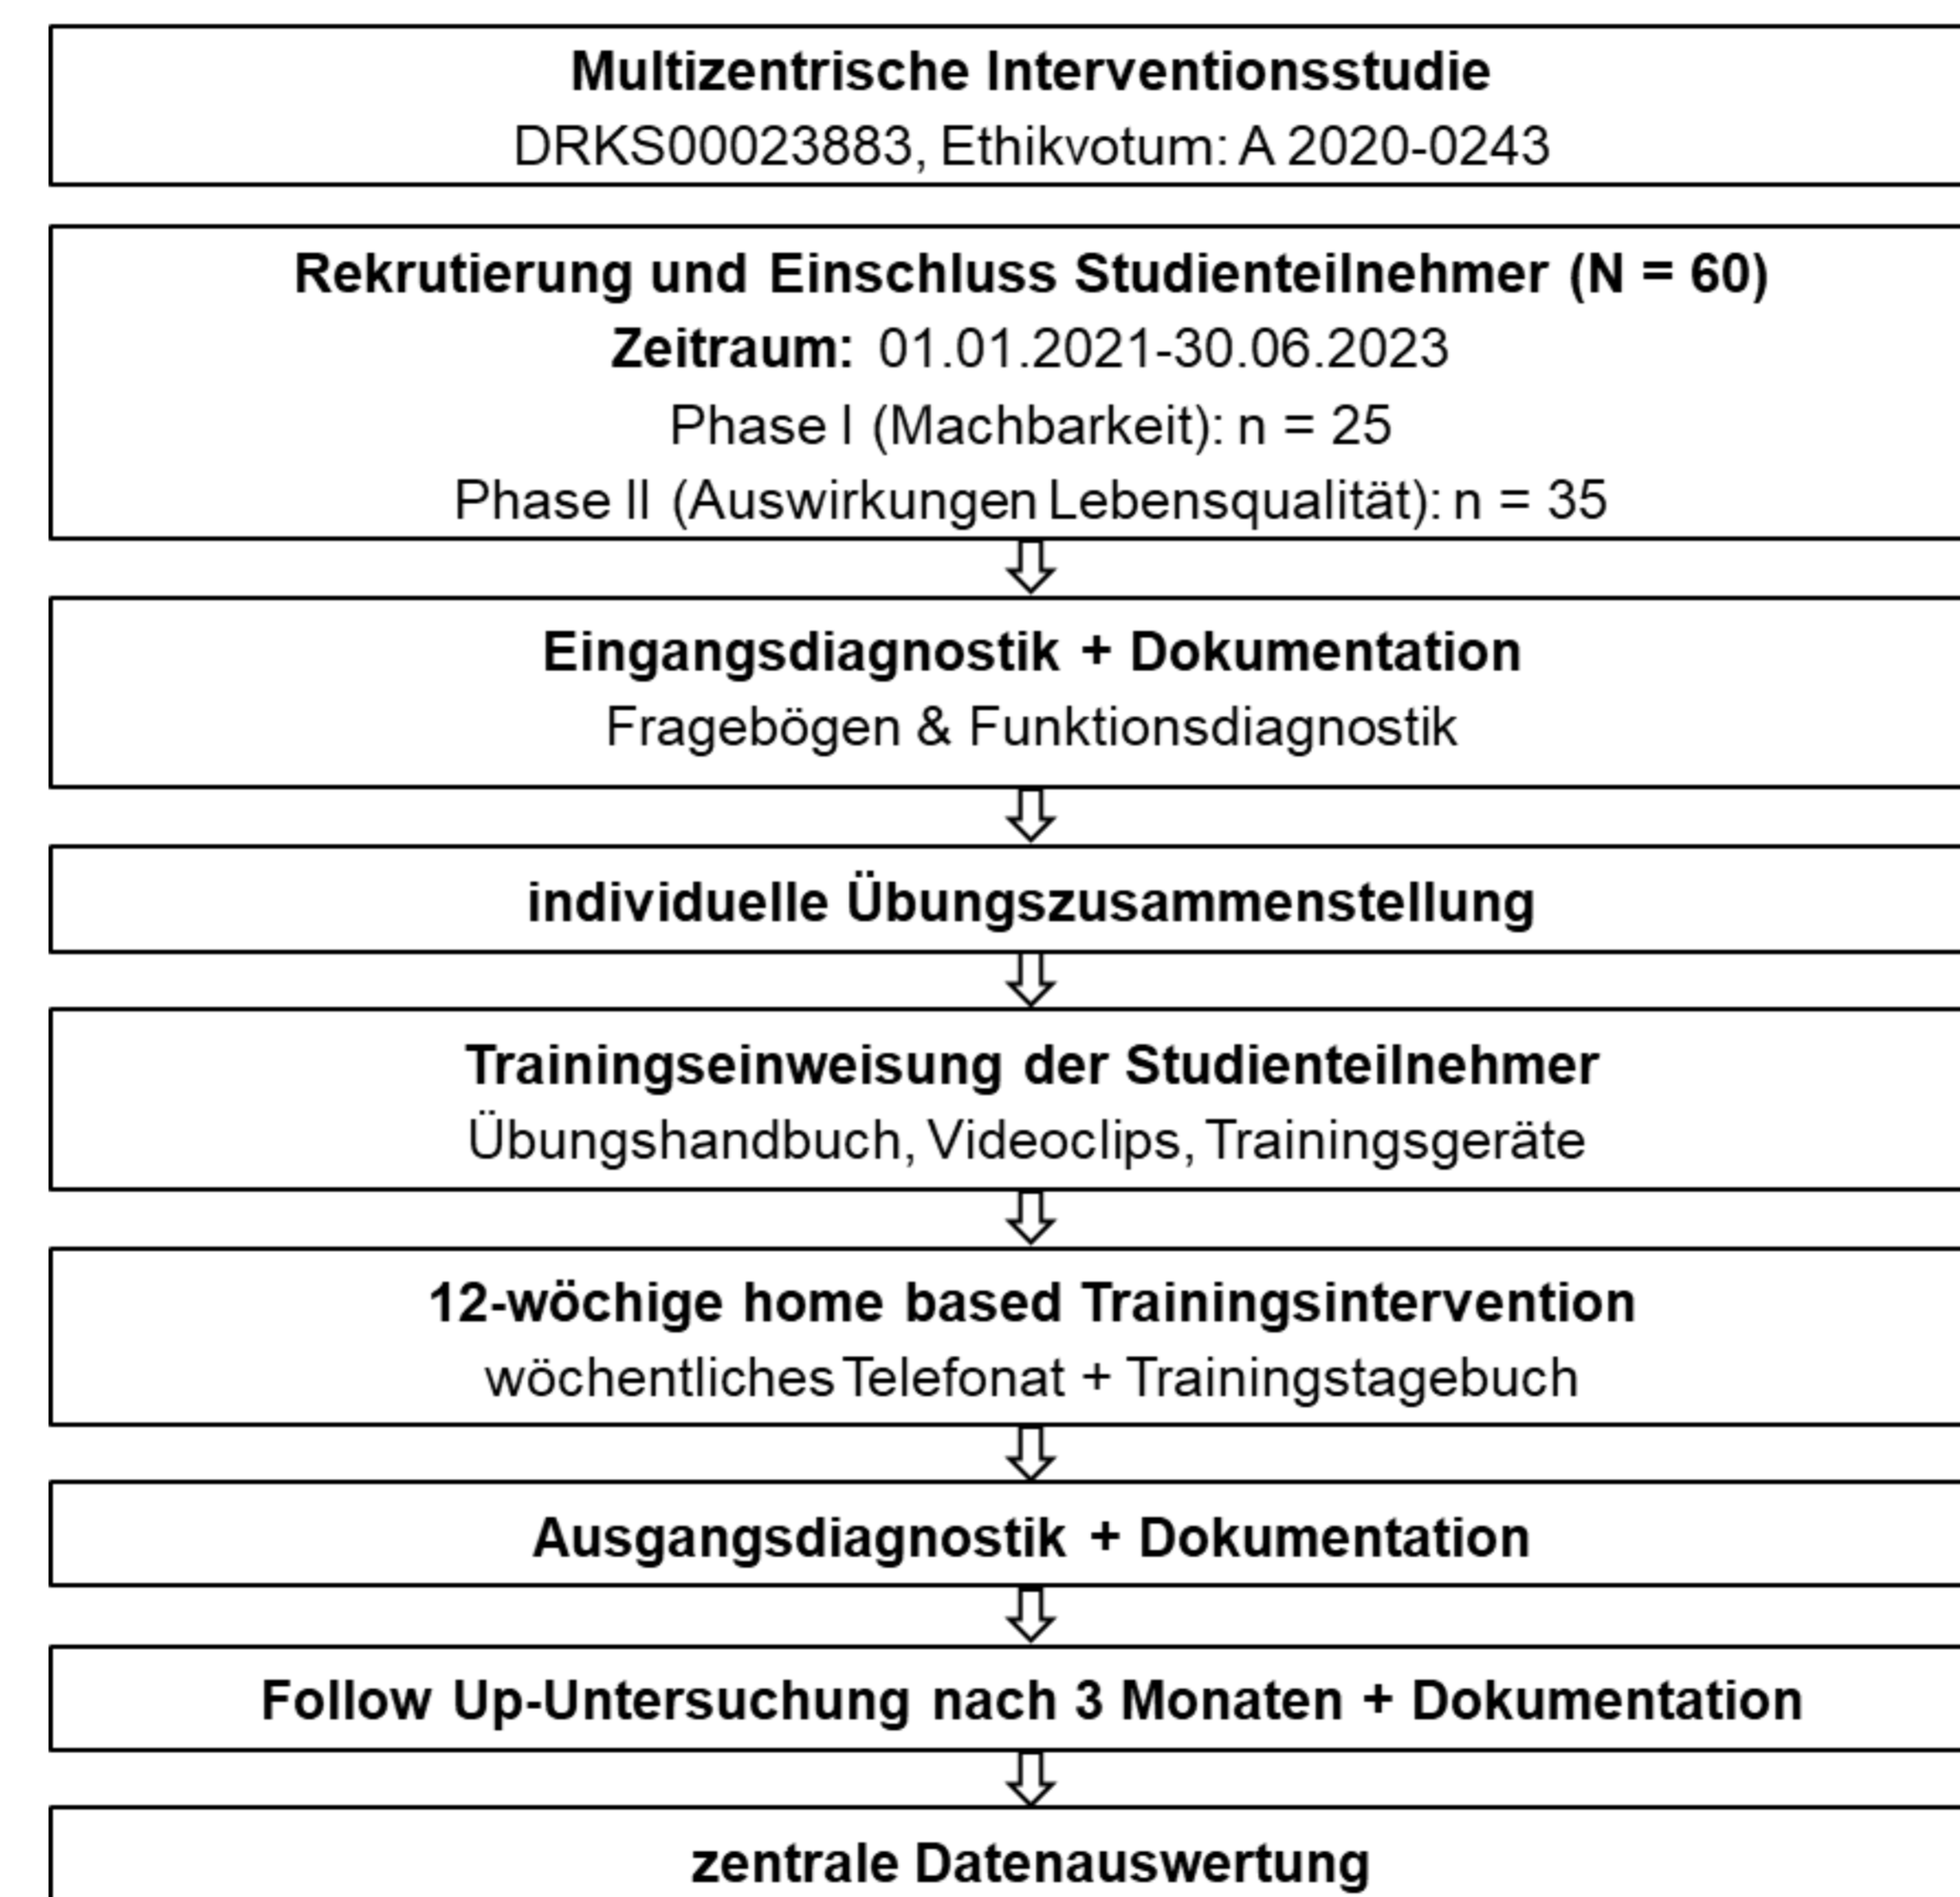 Multizentrische Interventionsstudie
DRKS00023883, Ethikvotum: A 2020-0243
Rekrutierung und Einschluss Studienteilnehmer (N = 60)
Zeitraum: 01.01.2021-30.06.2023
Phase I (Machbarkeit): n = 25
Phase II (Auswirkungen Lebensqualität): n = 35
Eingangsdiagnostik + Dokumentation
Fragebögen & Funktionsdiagnostik
individuelle Übungszusammenstellung
Trainingseinweisung der Studienteilnehmer
Übungshandbuch, Videoclips, Trainingsgeräte
12-wöchige home based Trainingsintervention
wöchentliches Telefonat + Trainingstagebuch
Ausgangsdiagnostik + Dokumentation
Follow Up-Untersuchung nach 3 Monaten + Dokumentation
zentrale Datenauswertung